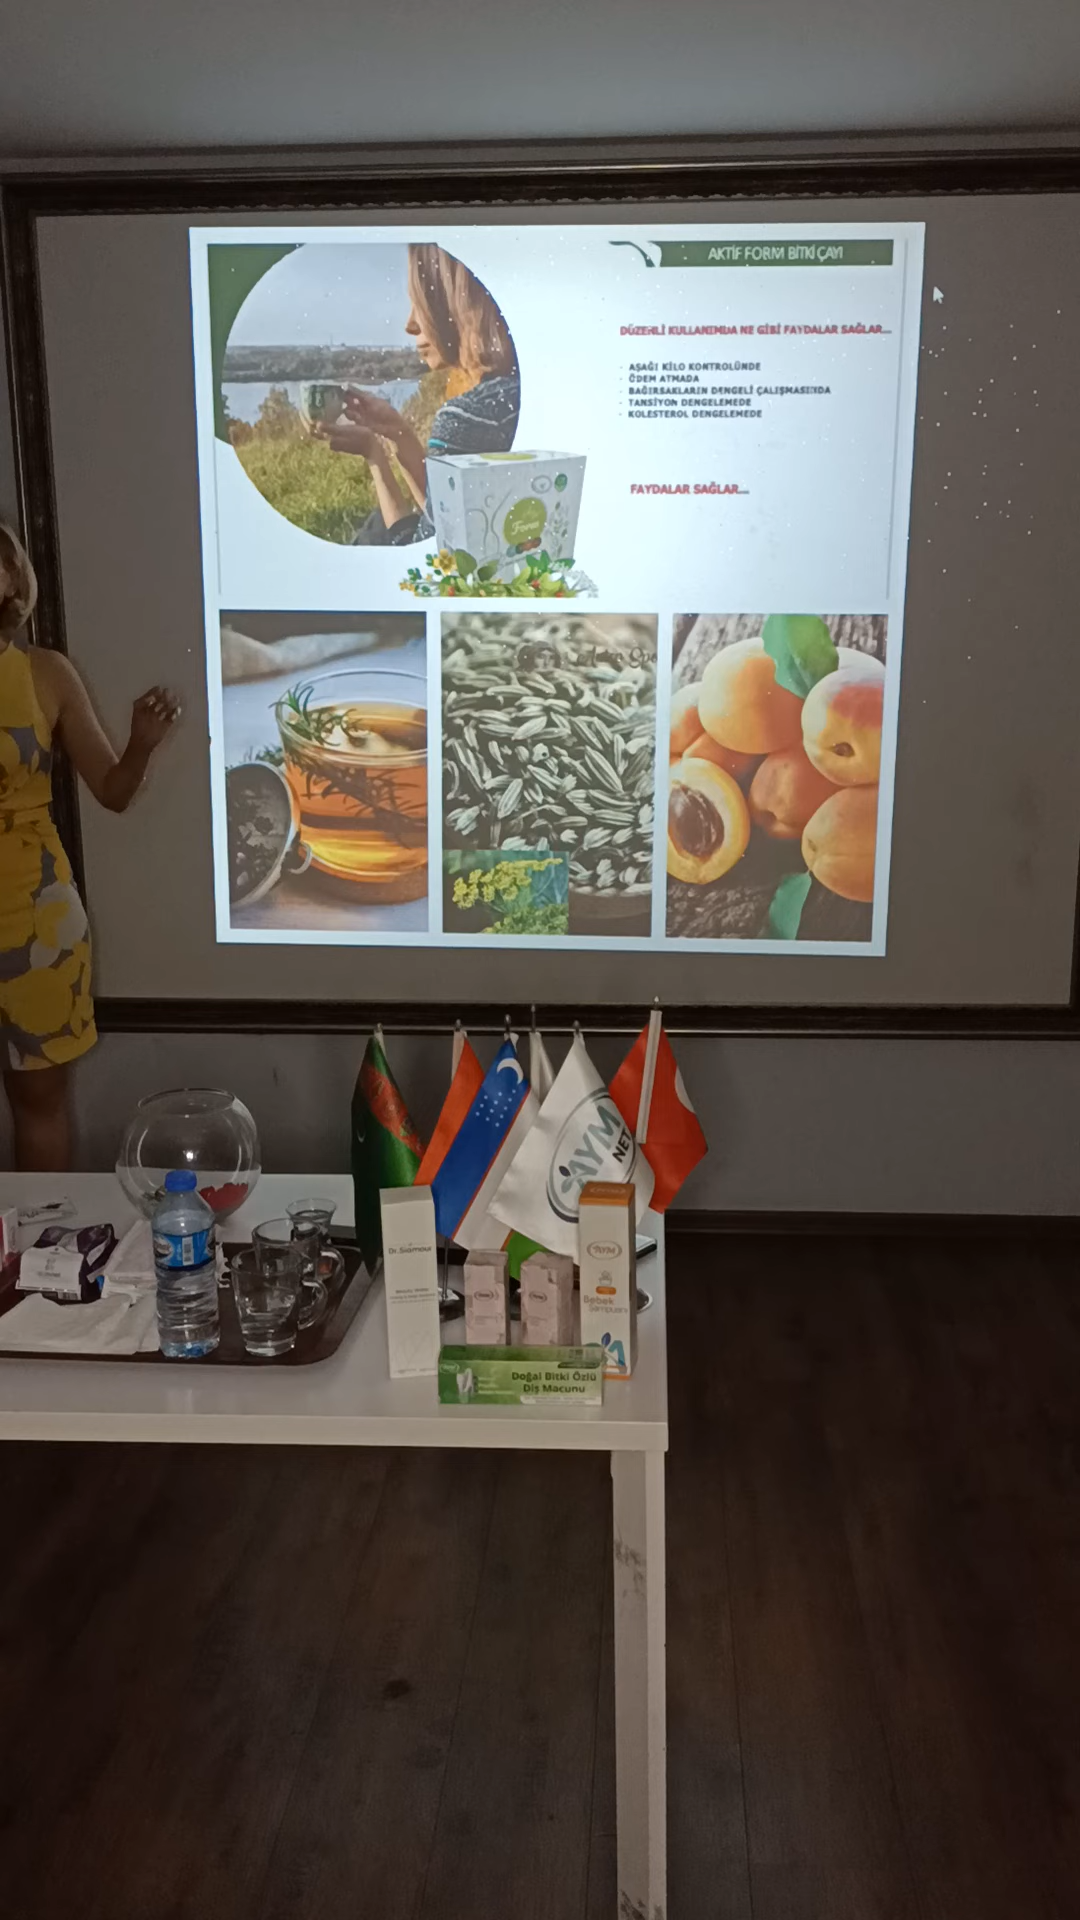 AKTİF FORM BİTKİ ÇAYI
DÜZENLİ KULLANIMDA NE GİBİ FAYDALAR SAĞLAR...
- AŞAĞI KİLO KONTROLÜNDE
- ÖDEM ATMADA
- BAĞIRSAKLARIN DENGELİ ÇALIŞMASINDA
- TANSİYON DENGELEMEDE
- KOLESTEROL DENGELEMEDE
FAYDALAR SAĞLAR...
Form
AYM
NET
Dr.Siamour
AYM
Bebek
Şampuanı
Doğal Bitki Özlü
Diş Macunu